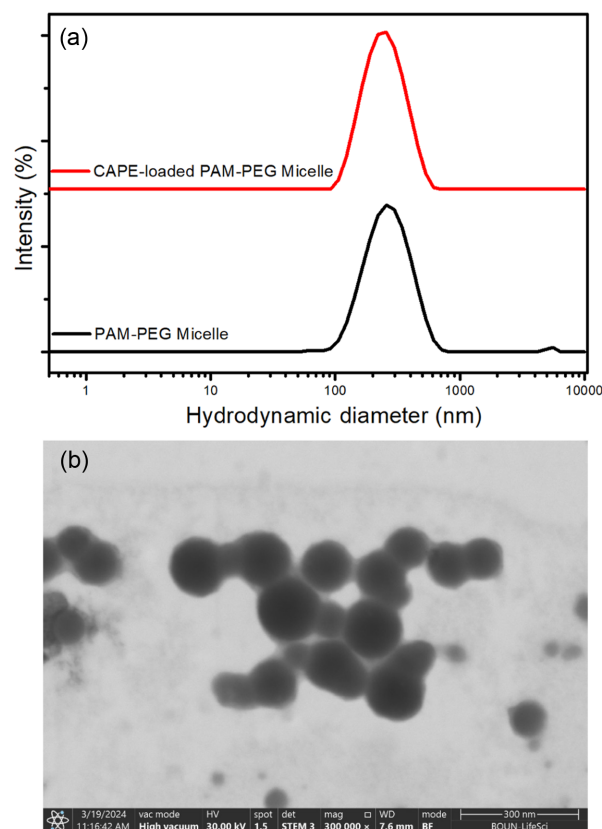 (a)
CAPE-loaded PAM-PEG Micelle
PAM-PEG Micelle
Intensity (%)
1 10 100 1000 10000
Hydrodynamic diameter (nm)
(b)
3/19/2024 vac mode HV spot det mag WD mode 300 nm
11:16:42 AM High vacuum 30.00 kV 1.5 STEM 3 300 000 × 7.6 mm BF BOUN-LifeSci